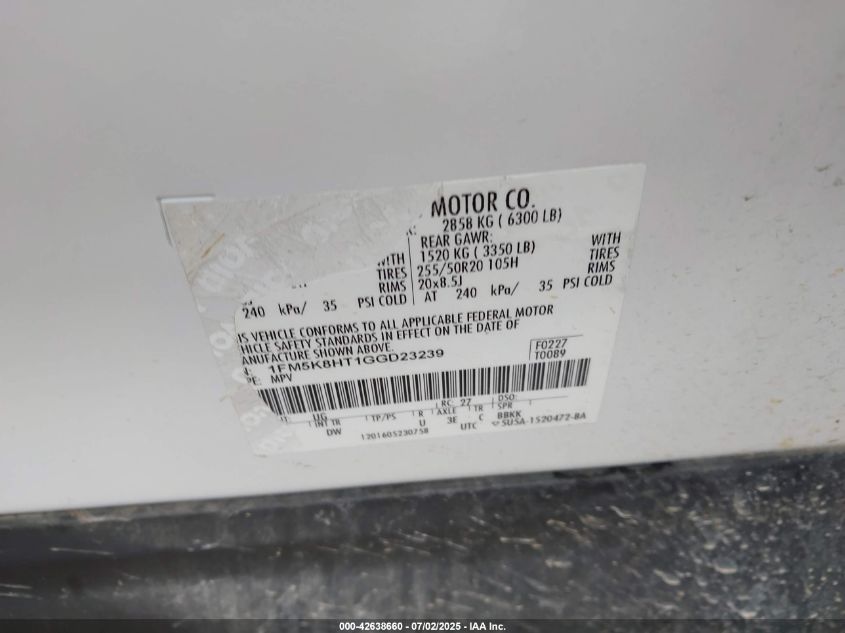 MOTOR CO.
2858 KG ( 6300 LB)
REAR GAWR: WITH
WITH 1520 KG ( 3350 LB) TIRES
TIRES 255/50R20 105H RIMS
RIMS 20x8.5J
240 kPa/ 35 PSI COLD AT 240 kPa/ 35 PSI COLD
IS VEHICLE CONFORMS TO ALL APPLICABLE FEDERAL MOTOR
HICLE SAFETY STANDARDS IN EFFECT ON THE DATE OF
ANUFACTURE SHOWN ABOVE.
1FM5K8HT1GGD23239 F0227
PE: MPV T0089
RC: 27 DSO:
UG INT TR TP/PS R AXLE TR SPR
DW U 3E C BBKK
1201605230758 UTC SU5A-1520472-BA
000-42638660 - 07/02/2025 - IAA Inc.